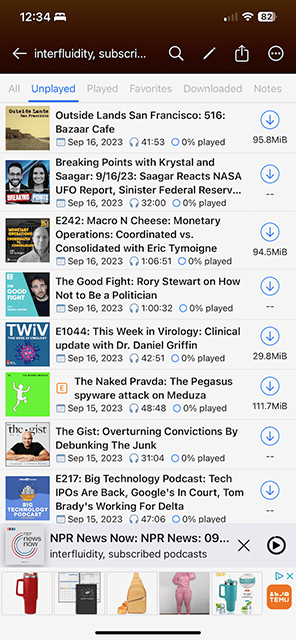 12:34
82
interfluidity, subscri...
All Unplayed Played Favorites Downloaded Notes
Outside Lands San Francisco: 516:
Bazaar Cafe
Sep 16, 2023 41:53 0% played
95.8MiB
Breaking Points with Krystal and
Saagar: 9/16/23: Saagar Reacts NASA
UFO Report, Sinister Federal Reserv...
Sep 16, 2023 32:00 0% played
--
BREAKING POINTS
E242: Macro N Cheese: Monetary
Operations: Coordinated vs.
Consolidated with Eric Tymoigne
Sep 16, 2023 1:06:51 0% played
94.5MiB
The Good Fight: Rory Stewart on How
Not to Be a Politician
Sep 16, 2023 1:00:32 0% played
--
THE
GOOD
FIGHT
E1044: This Week in Virology: Clinical
update with Dr. Daniel Griffin
Sep 16, 2023 42:51 0% played
29.8MiB
TWiV
THIS WEEK IN VIROLOGY
E The Naked Pravda: The Pegasus
spyware attack on Meduza
Sep 15, 2023 48:48 0% played
111.7MiB
The Gist: Overturning Convictions By
Debunking The Junk
Sep 15, 2023 31:04 0% played
--
the gist
E217: Big Technology Podcast: Tech
IPOs Are Back, Google's In Court, Tom
Brady's Working For Delta
Sep 15, 2023 47:06 0% played
--
BIG
TECHNOLOGY
PODCAST
npr
news
now
NPR News Now: NPR News: 09...
interfluidity, subscribed podcasts
TEMU